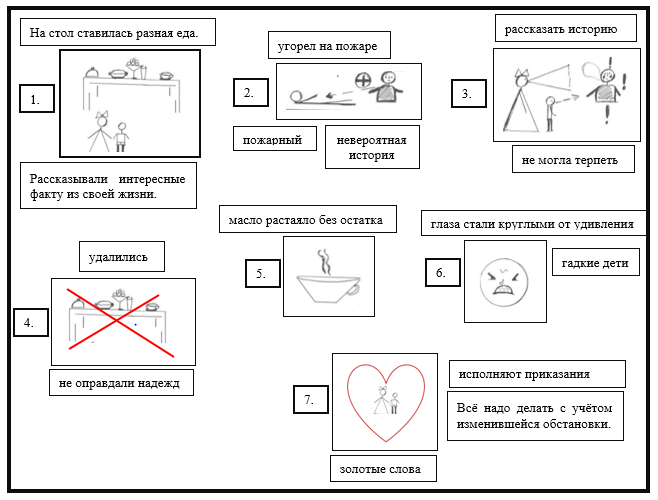 На стол ставилась разная еда.
1.
Рассказывали интересные
факту из своей жизни.
угорел на пожаре
2.
пожарный
невероятная
история
рассказать историю
3.
не могла терпеть
удалились
4.
не оправдали надежд
масло растаяло без остатка
5.
глаза стали круглыми от удивления
6.
гадкие дети
7.
золотые слова
исполняют приказания
Всё надо делать с учётом
изменившейся обстановки.